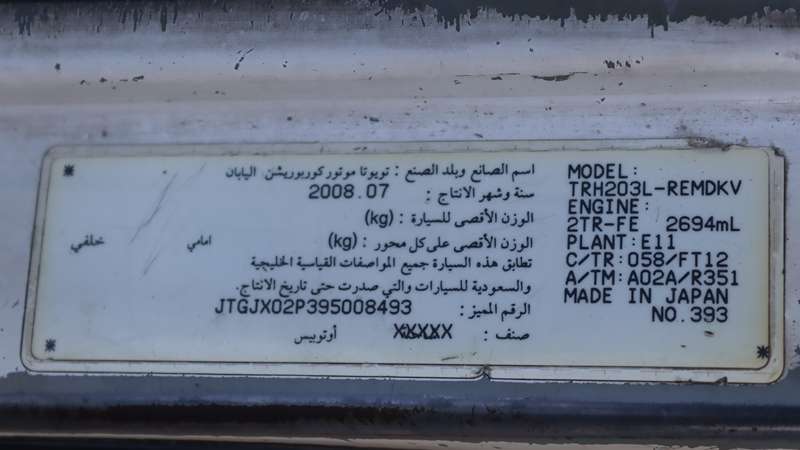 اسم الصانع وبلد الصنع : تويوتا موتور كوربوريشن اليابان
سنة وشهر الانتاج : 2008.07
الوزن الأقصى للسيارة : (kg)
الوزن الأقصى على كل محور : (kg) امامي خلفي
تطابق هذه السيارة جميع المواصفات القياسية الخليجية
والسعودية للسيارات والتي صدرت حتى تاريخ الانتاج.
الرقم المميز : JTGJX02P395008493
صنف : XXXXX أوتوبيس
MODEL:
TRH203L-REMDKV
ENGINE:
2TR-FE 2694mL
PLANT:E11
C/TR:058/FT12
A/TM:A02A/R351
MADE IN JAPAN
NO.393